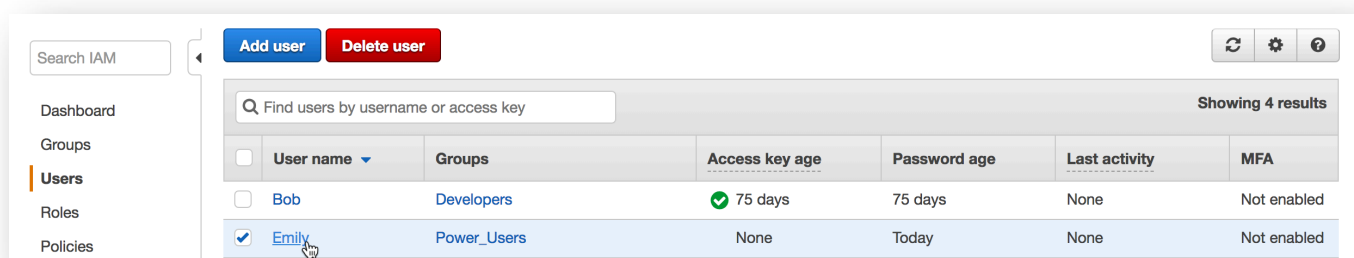 Add user Delete user
Search IAM
Find users by username or access key Showing 4 results
User name Groups Access key age Password age Last activity MFA
Bob Developers 75 days 75 days None Not enabled
Emily Power_Users None Today None Not enabled
Dashboard
Groups
Users
Roles
Policies